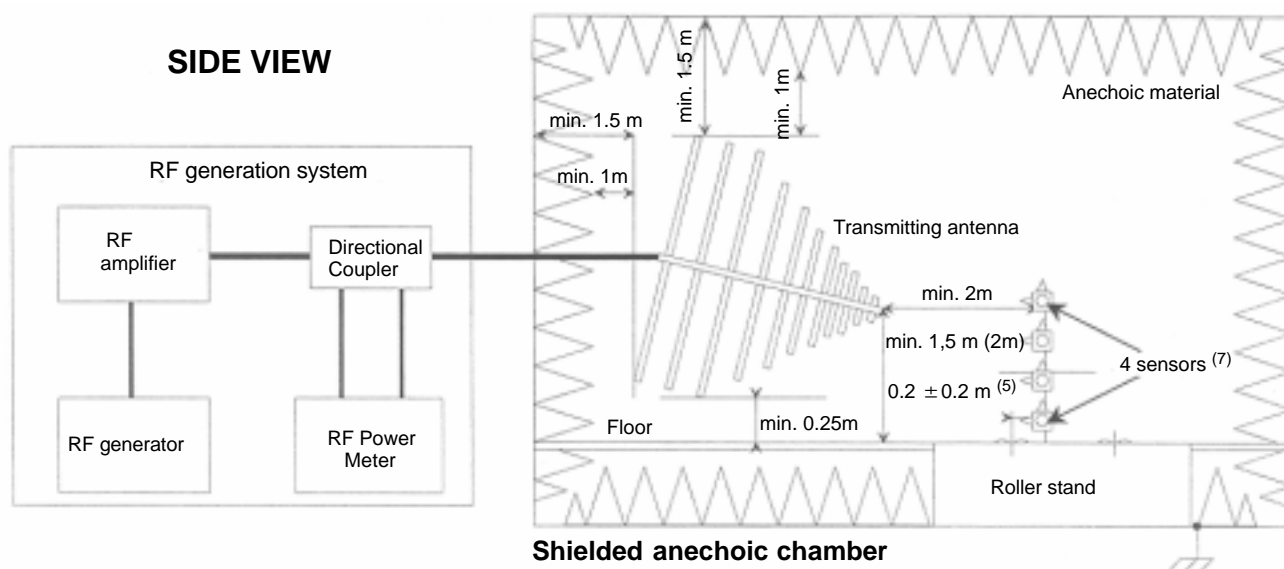 SIDE VIEW
min. 1.5 m
min. 1m
Anechoic material
min. 1.5 m
RF generation system
min. 1m
RF
amplifier
Directional
Coupler
Transmitting antenna
min. 2m
min. 1,5 m (2m)
4 sensors (7)
0.2 ± 0.2 m (5)
RF generator
RF Power
Meter
Floor
min. 0.25m
Roller stand
Shielded anechoic chamber